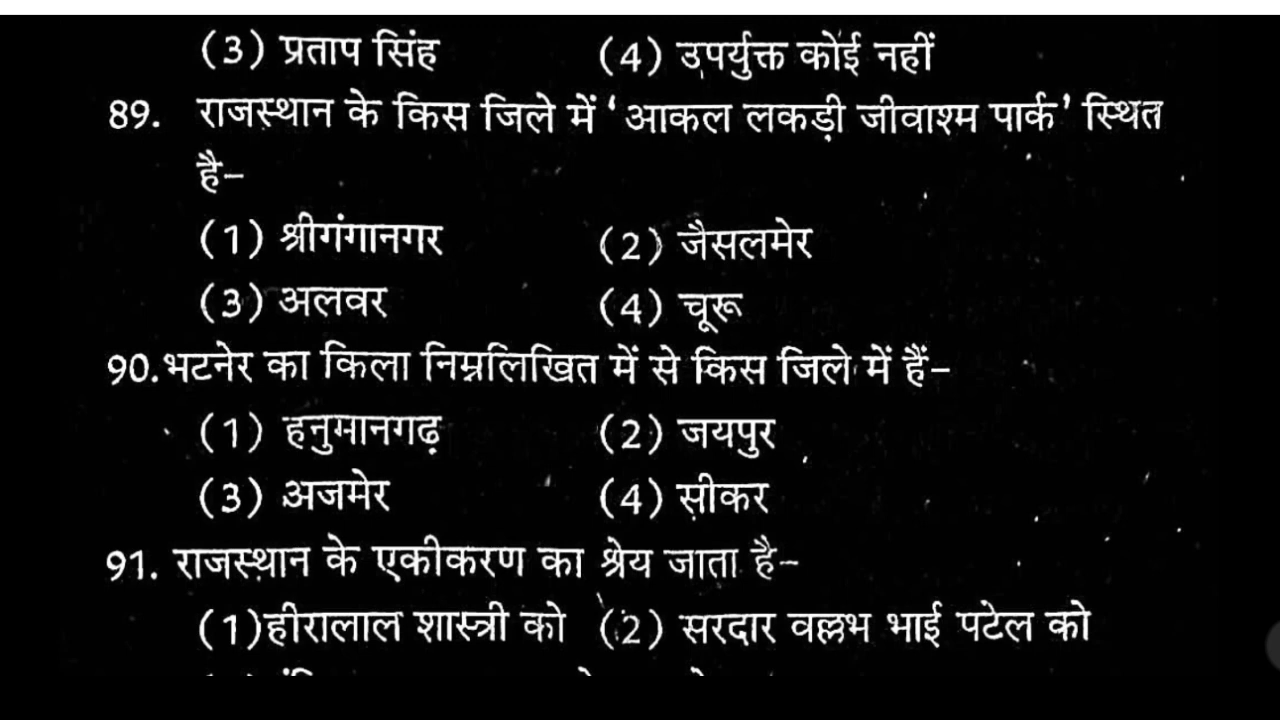 (3) प्रताप सिंह (4) उपर्युक्त कोई नहीं
89. राजस्थान के किस जिले में ‘आकल लकड़ी जीवाश्म पार्क’ स्थित
है–
(1) श्रीगंगानगर (2) जैसलमेर
(3) अलवर (4) चूरू
90. भटनेर का किला निम्नलिखित में से किस जिले में हैं–
(1) हनुमानगढ़ (2) जयपुर
(3) अजमेर (4) सीकर
91. राजस्थान के एकीकरण का श्रेय जाता है–
(1) हीरालाल शास्त्री को (2) सरदार वल्लभ भाई पटेल को